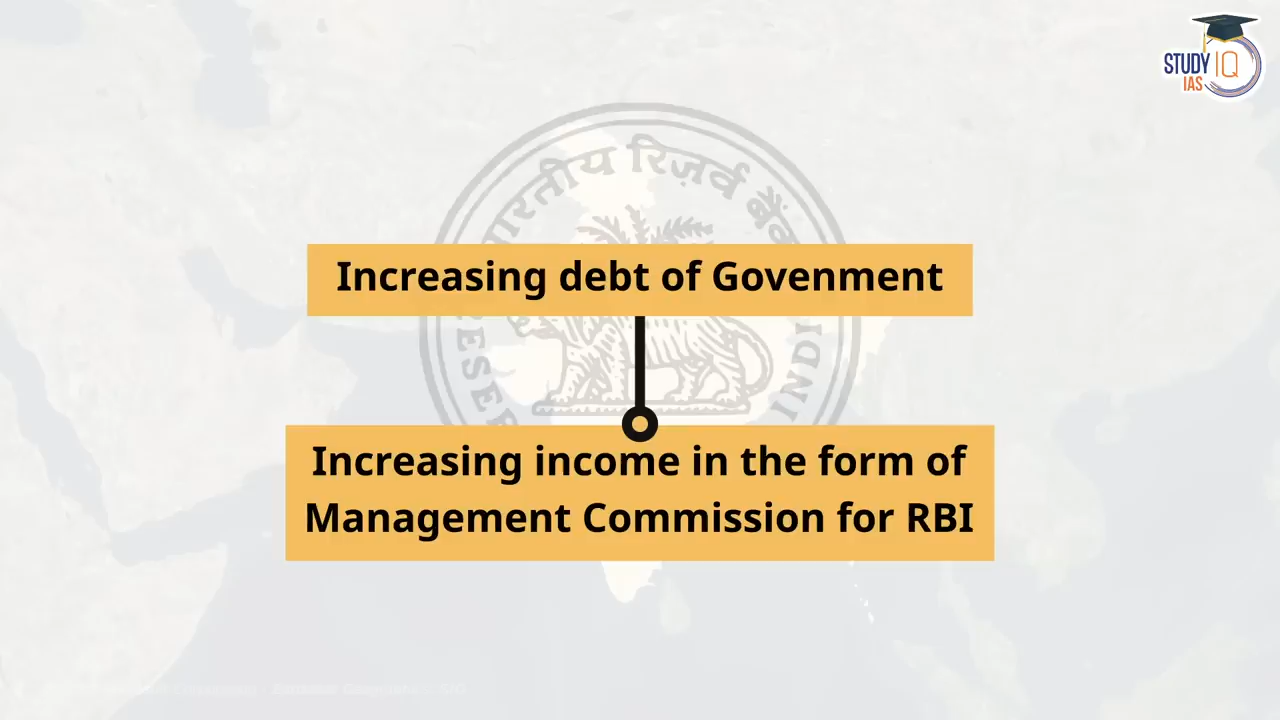 STUDY IQ
IAS
भारतीय रिज़र्व बैंक
Increasing debt of Govenment
Increasing income in the form of
Management Commission for RBI